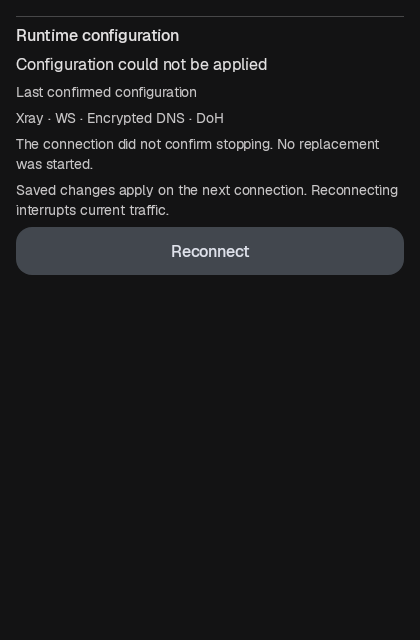 Runtime configuration
Configuration could not be applied
Last confirmed configuration
Xray · WS · Encrypted DNS · DoH
The connection did not confirm stopping. No replacement
was started.
Saved changes apply on the next connection. Reconnecting
interrupts current traffic.
Reconnect